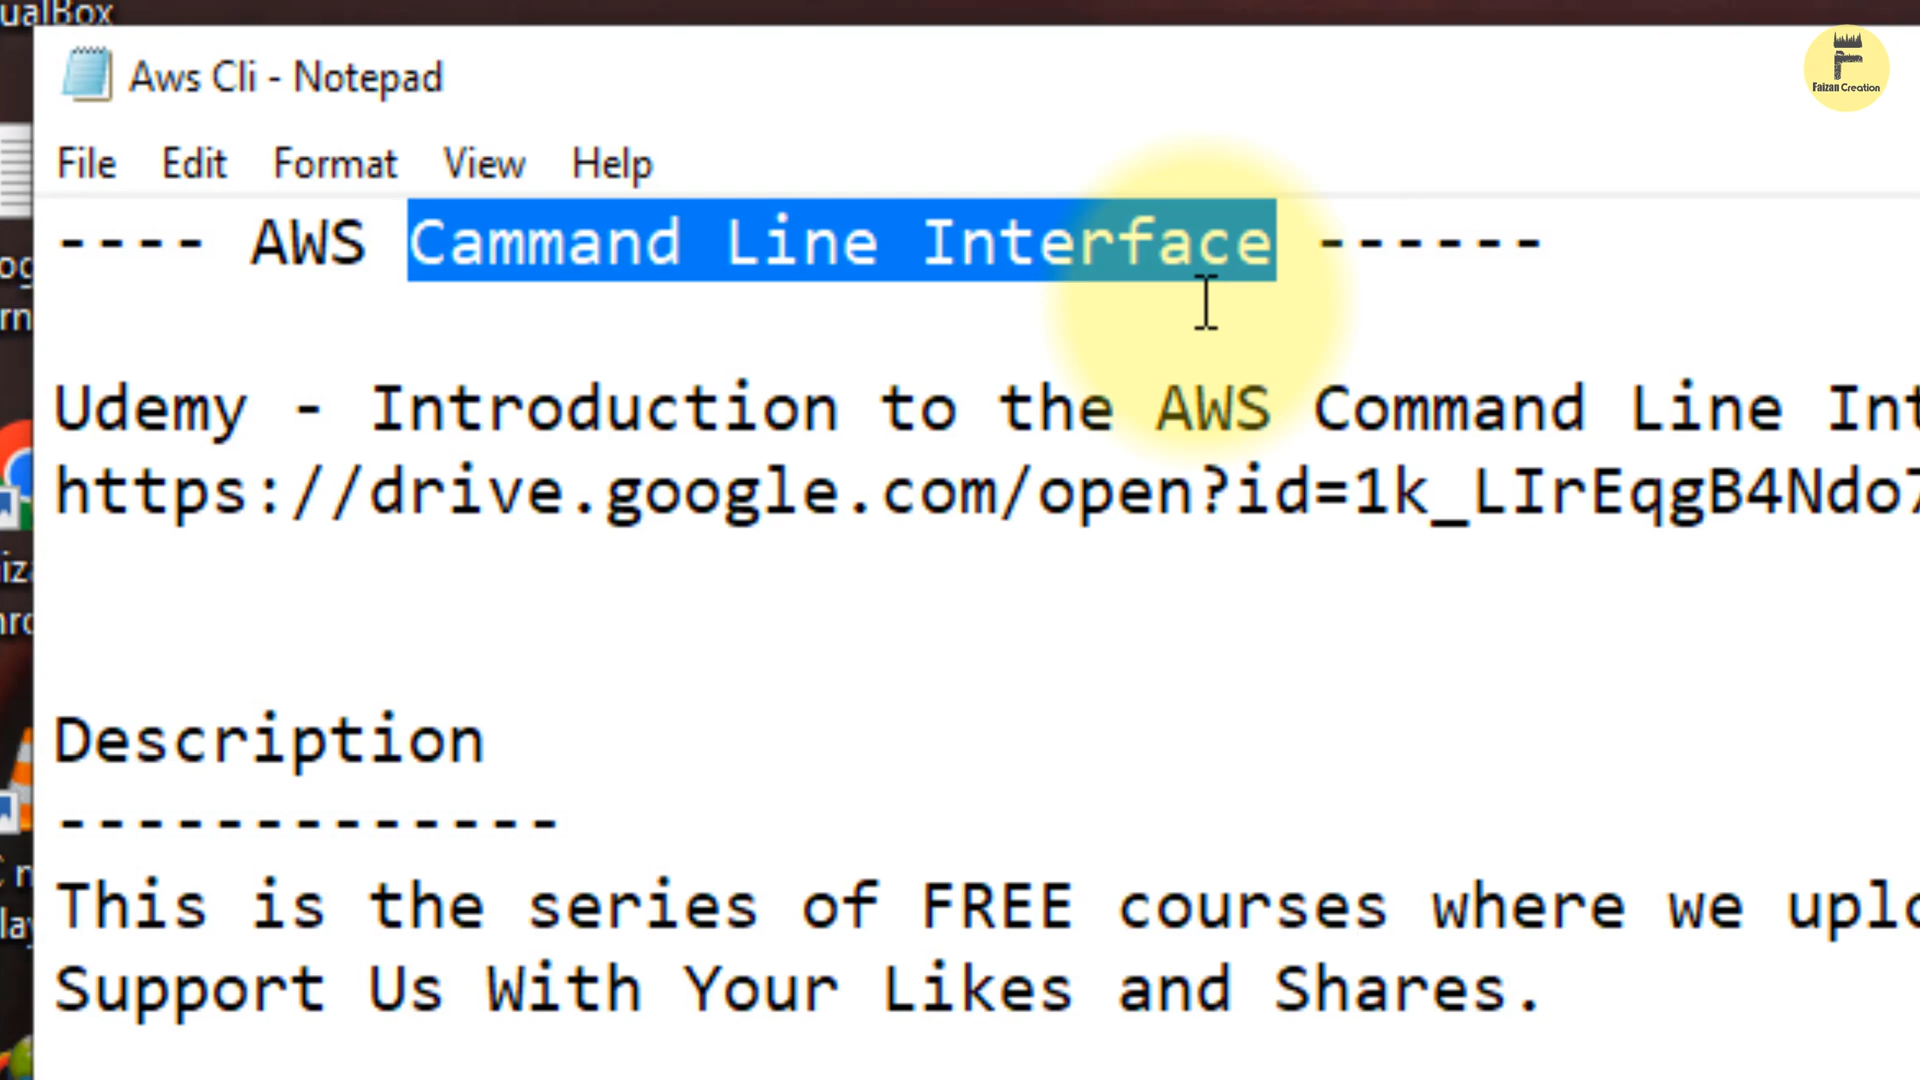 ualBox
Aws Cli - Notepad
Faizan Creation
File Edit Format View Help
---- AWS Cammand Line Interface ------
Udemy - Introduction to the AWS Command Line Int
https://drive.google.com/open?id=1k_LIrEqgB4Ndo7
Description
-------------
This is the series of FREE courses where we uplo
Support Us With Your Likes and Shares.